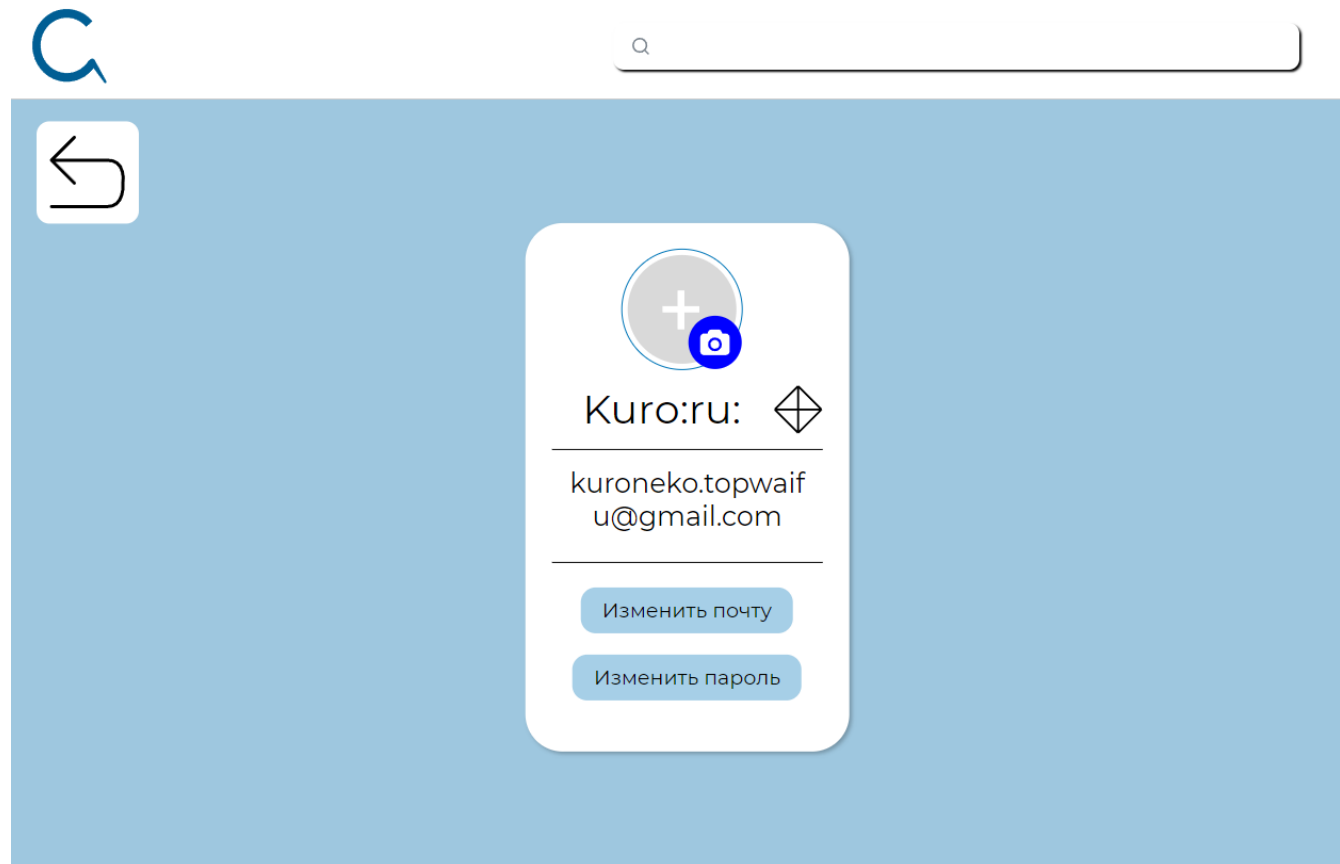 Kuro:ru:
kuroneko.topwaif
u@gmail.com
Изменить почту
Изменить пароль